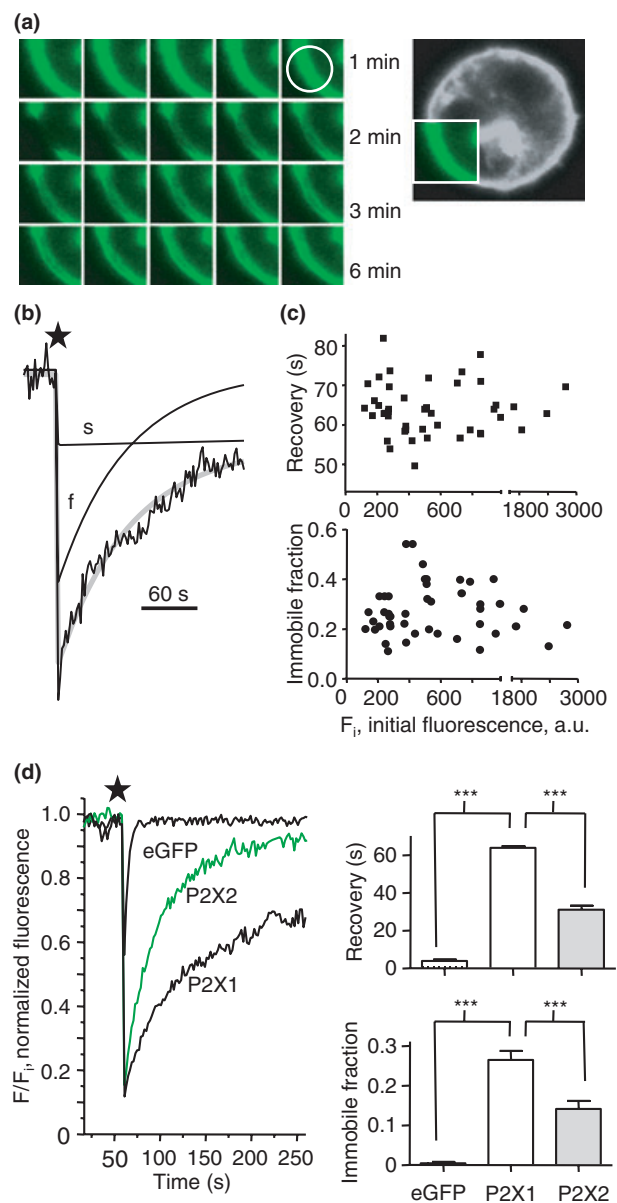 (a)
1 min
2 min
3 min
6 min
(b)
s
f
60 s
(c)
80
70
60
50
Recovery (s)
200 600 1800 3000
0.6
0.4
0.2
0.0
Immobile fraction
0 200 600 1800 3000
Fi, initial fluorescence, a.u.
(d)
1.0
0.8
0.6
0.4
0.2
0
F/Fi, normalized fluorescence
eGFP
P2X2
P2X1
50 100 150 200 250
Time (s)
*** ***
60
40
20
0
Recovery (s)
*** ***
0.3
0.2
0.1
0
Immobile fraction
eGFP P2X1 P2X2